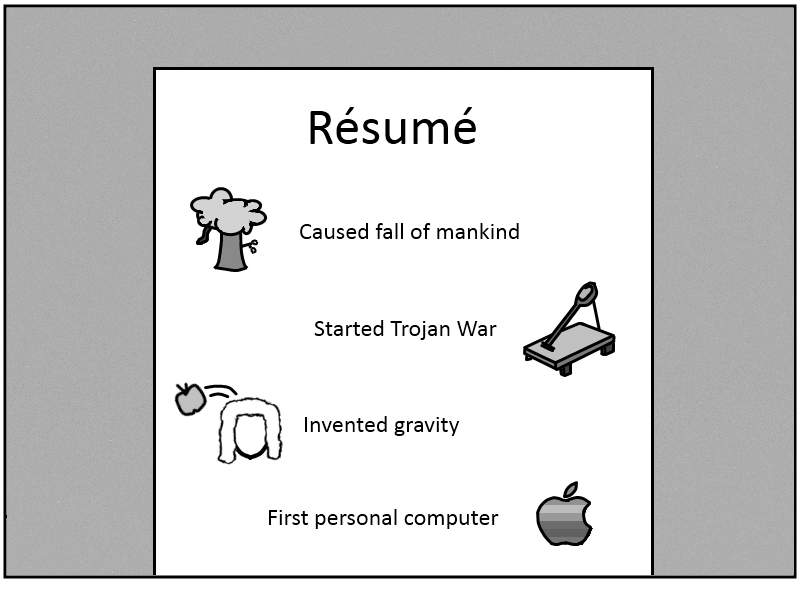 Résumé
Caused fall of mankind
Started Trojan War
Invented gravity
First personal computer